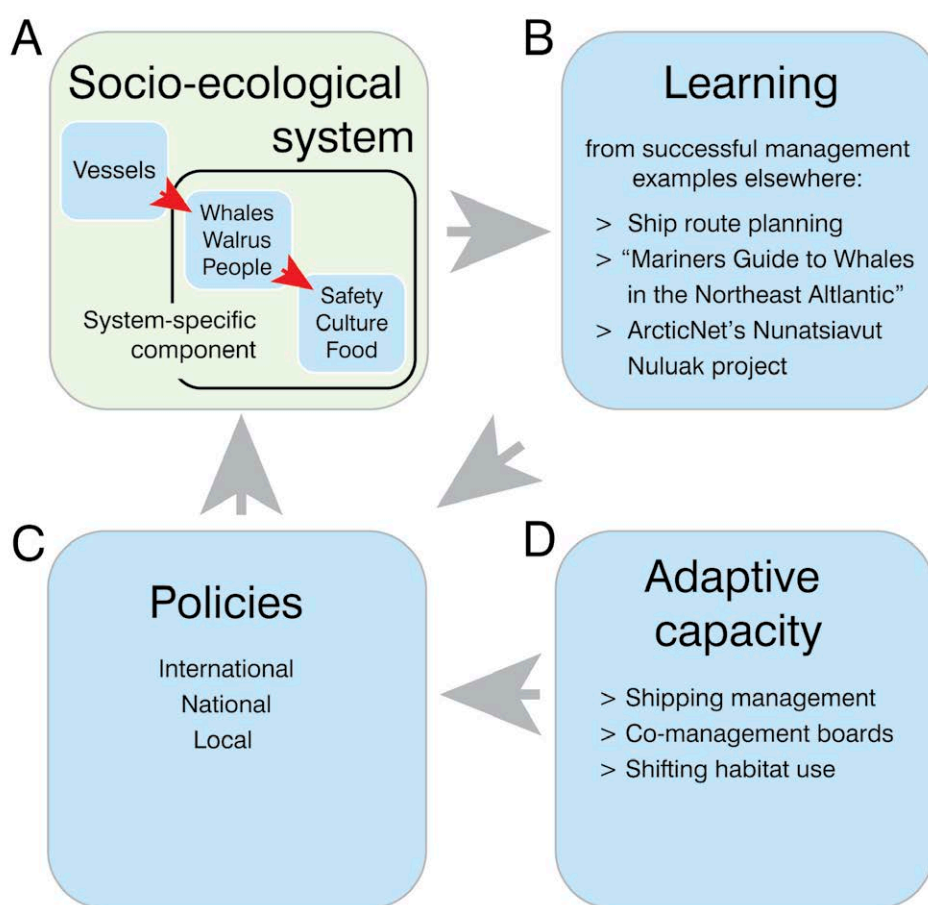 A
Socio-ecological
system
Vessels
Whales
Walrus
People
Safety
Culture
Food
System-specific
component
B
Learning
from successful management
examples elsewhere:
> Ship route planning
> “Mariners Guide to Whales
in the Northeast Altlantic”
> ArcticNet's Nunatsiavut
Nuluak project
C
Policies
International
National
Local
D
Adaptive
capacity
> Shipping management
> Co-management boards
> Shifting habitat use